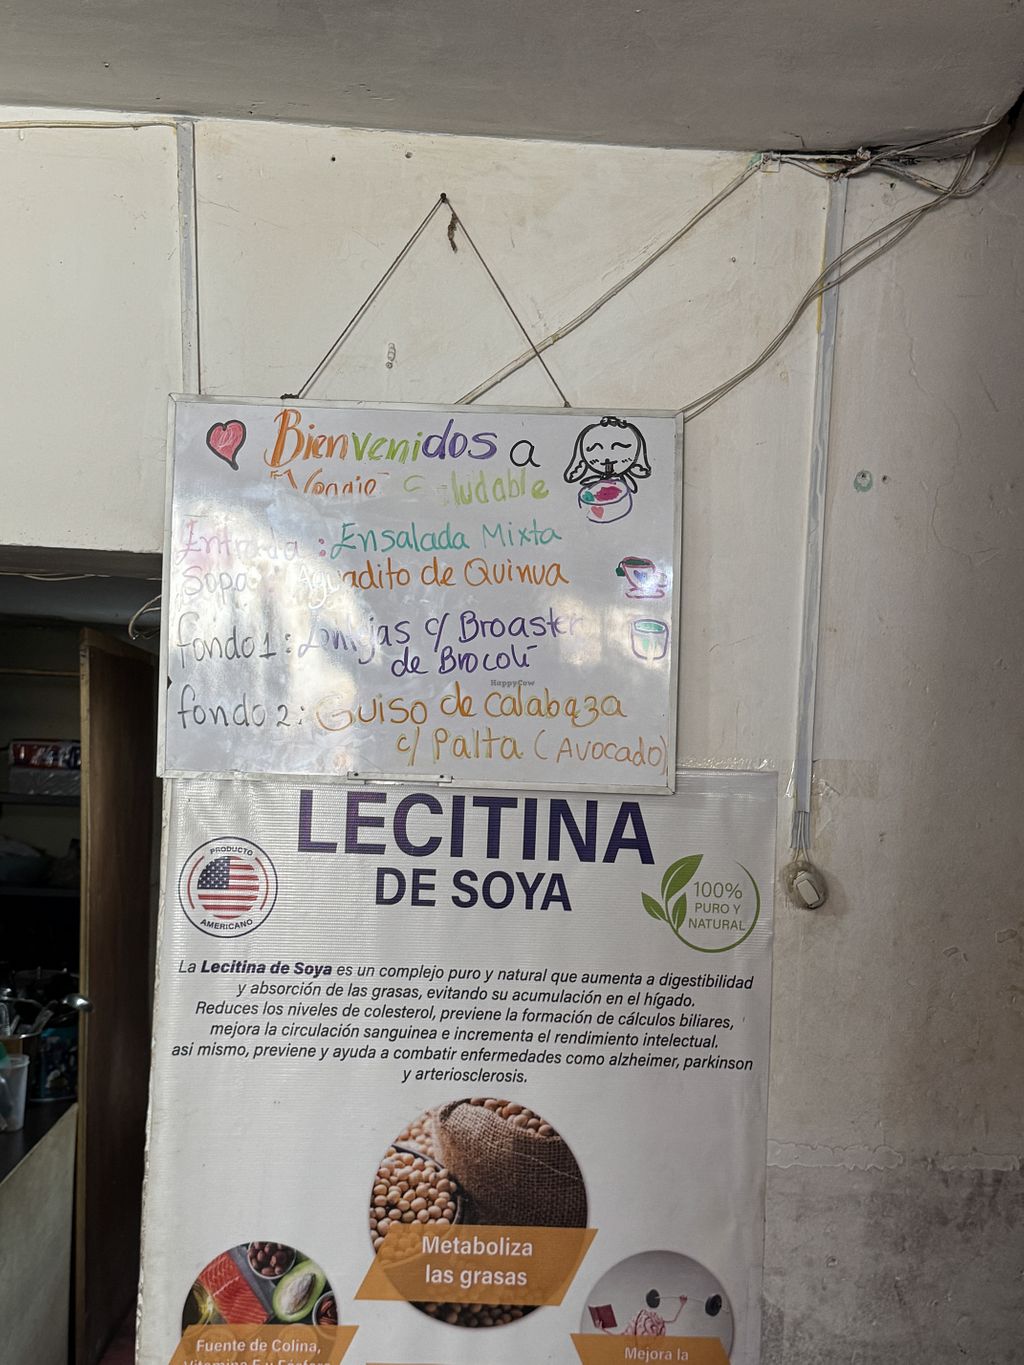 Bienvenidos a
"Veggie Saludable
Entrada : Ensalada Mixta
Sopa : Aguadito de Quinua
fondo 1 : Lentejas c/ Broaster
de Brocoli
fondo 2 : Guiso de calabaza
c/ Palta (Avocado)
HappyCow
LECITINA
DE SOYA
PRODUCTO
AMERICANO
100%
PURO Y
NATURAL
La Lecitina de Soya es un complejo puro y natural que aumenta a digestibilidad
y absorción de las grasas, evitando su acumulación en el hígado.
Reduces los niveles de colesterol, previene la formación de cálculos biliares,
mejora la circulación sanguinea e incrementa el rendimiento intelectual.
asi mismo, previene y ayuda a combatir enfermedades como alzheimer, parkinson
y arteriosclerosis.
Metaboliza
las grasas
Fuente de Colina,
Vitamina E y Fósforo
Mejora la